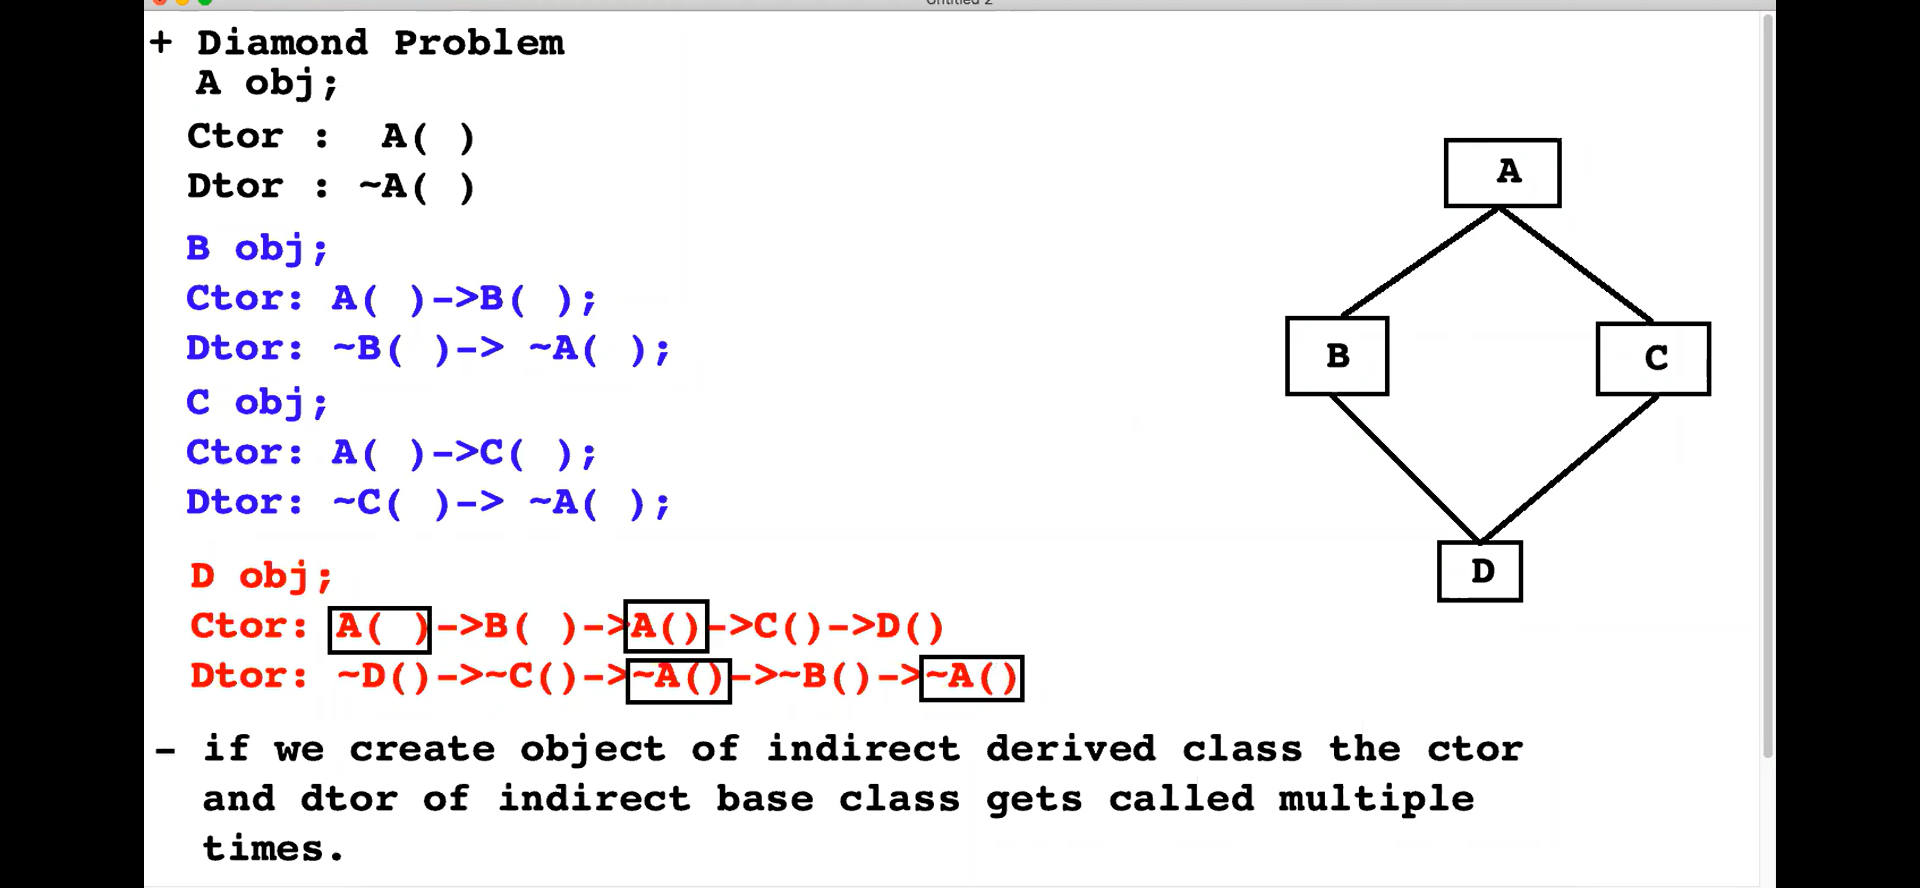 Untitled 2
+ Diamond Problem
A obj;
Ctor :  A( )
Dtor : ~A( )
B obj;
Ctor: A( )->B( );
Dtor: ~B( )-> ~A( );
C obj;
Ctor: A( )->C( );
Dtor: ~C( )-> ~A( );
D obj;
Ctor: A( )->B( )->A()->C()->D()
Dtor: ~D()->~C()->~A()->~B()->~A()
- if we create object of indirect derived class the ctor
and dtor of indirect base class gets called multiple
times.
A
B
C
D